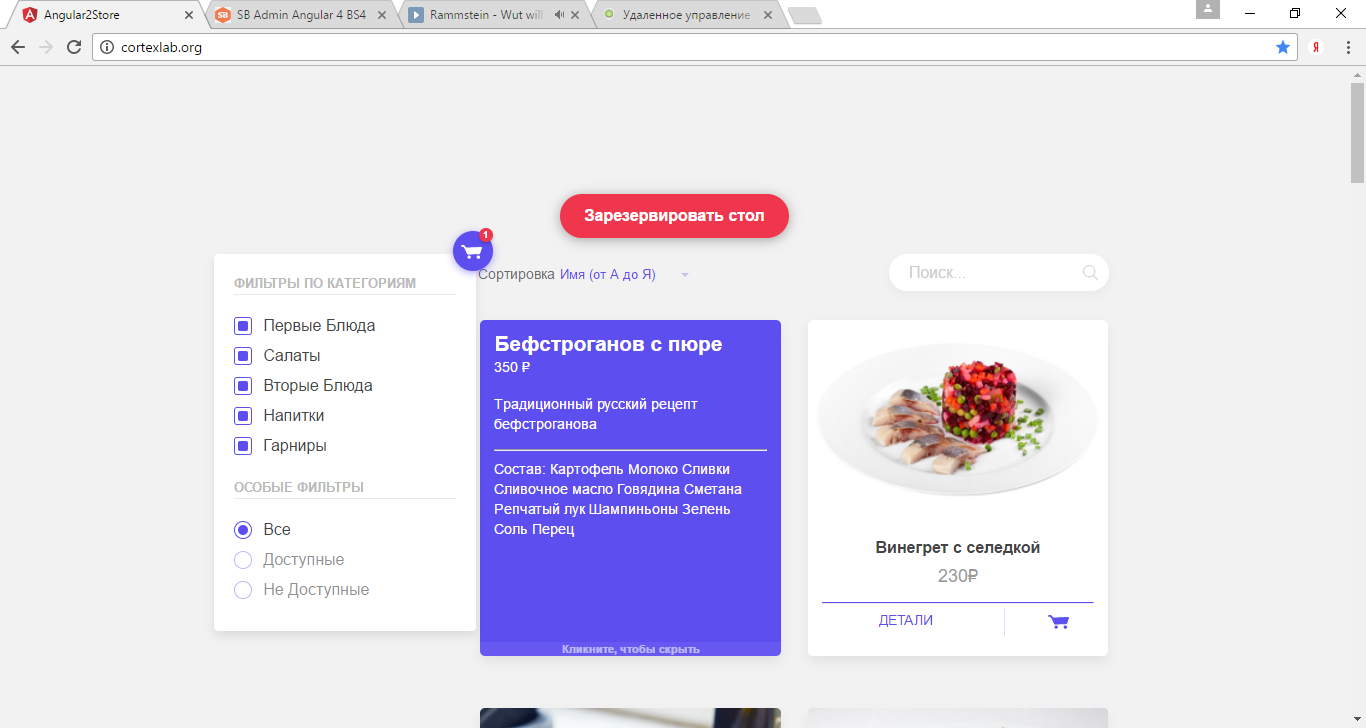 Angular2Store
SB Admin Angular 4 BS4
Rammstein - Wut will
Удаленное управление
cortexlab.org
Я
Зарезервировать стол
1
ФИЛЬТРЫ ПО КАТЕГОРИЯМ
Первые Блюда
Салаты
Вторые Блюда
Напитки
Гарниры
ОСОБЫЕ ФИЛЬТРЫ
Все
Доступные
Не Доступные
Сортировка Имя (от А до Я)
Поиск...
Бефстроганов с пюре
350 ₽
Традиционный русский рецепт
бефстроганова
Состав: Картофель Молоко Сливки
Сливочное масло Говядина Сметана
Репчатый лук Шампиньоны Зелень
Соль Перец
Кликните, чтобы скрыть
Винегрет с селедкой
230₽
ДЕТАЛИ